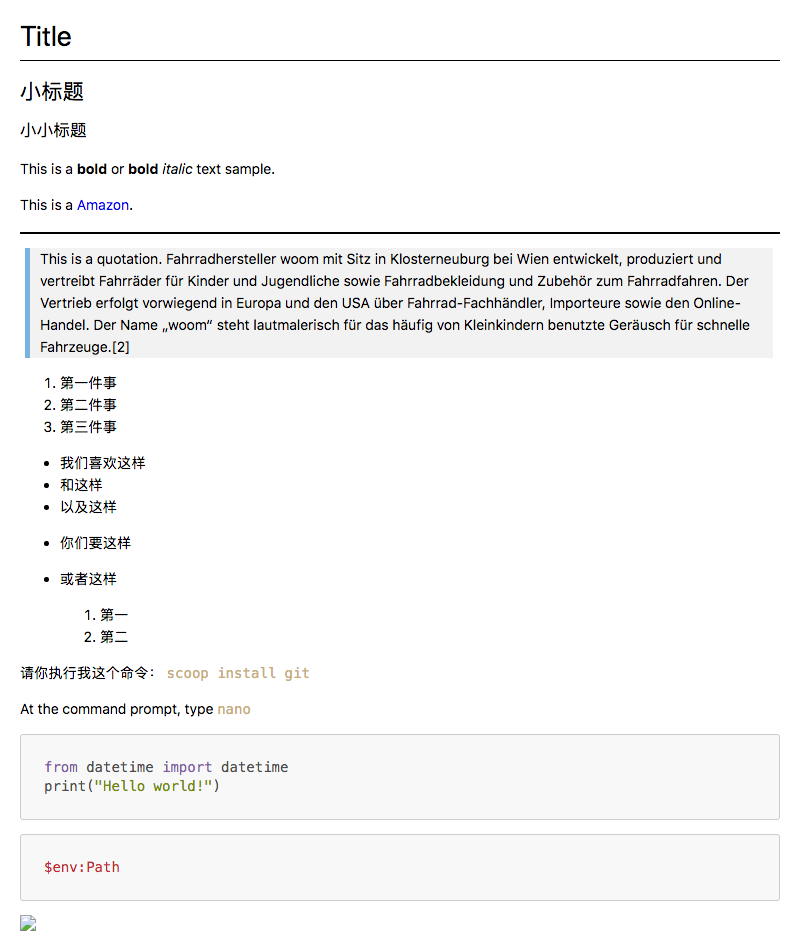 Title
小标题
小小标题
This is a bold or bold italic text sample.
This is a Amazon.
This is a quotation. Fahrradhersteller woom mit Sitz in Klosterneuburg bei Wien entwickelt, produziert und
vertreibt Fahrräder für Kinder und Jugendliche sowie Fahrradbekleidung und Zubehör zum Fahrradfahren. Der
Vertrieb erfolgt vorwiegend in Europa und den USA über Fahrrad-Fachhändler, Importeure sowie den Online-
Handel. Der Name „woom“ steht lautmalerisch für das häufig von Kleinkindern benutzte Geräusch für schnelle
Fahrzeuge.[2]
1. 第一件事
2. 第二件事
3. 第三件事
• 我们喜欢这样
• 和这样
• 以及这样
• 你们要这样
• 或者这样
1. 第一
2. 第二
请你执行我这个命令： scoop install git
At the command prompt, type nano
from datetime import datetime
print("Hello world!")
$env:Path